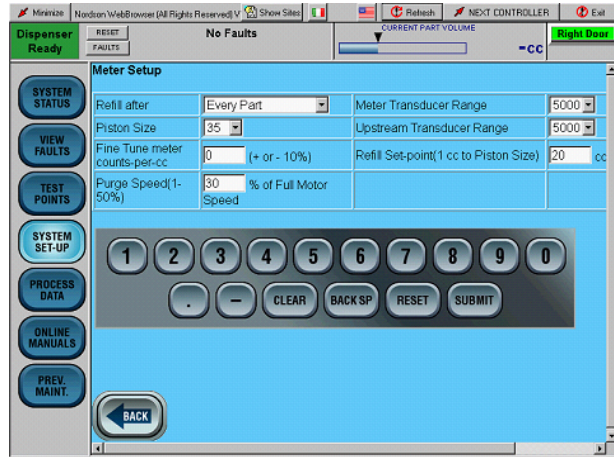 Minimize Nordson WebBrowser (All Rights Reserved) V Show Sites Refresh NEXT CONTROLLER Exit
Dispenser
Ready
RESET
FAULTS
No Faults
CURRENT PART VOLUME
-cc
Right Door
SYSTEM
STATUS
VIEW
FAULTS
TEST
POINTS
SYSTEM
SET-UP
PROCESS
DATA
ONLINE
MANUALS
PREV.
MAINT.
Meter Setup
Refill after Every Part Meter Transducer Range 5000
Piston Size 35 Upstream Transducer Range 5000
Fine Tune meter
counts-per-cc 0 (+ or - 10%) Refill Set-point(1 cc to Piston Size) 20 cc
Purge Speed(1-
50%) 30 % of Full Motor
Speed
1 2 3 4 5 6 7 8 9 0
. - CLEAR BACK SP RESET SUBMIT
BACK